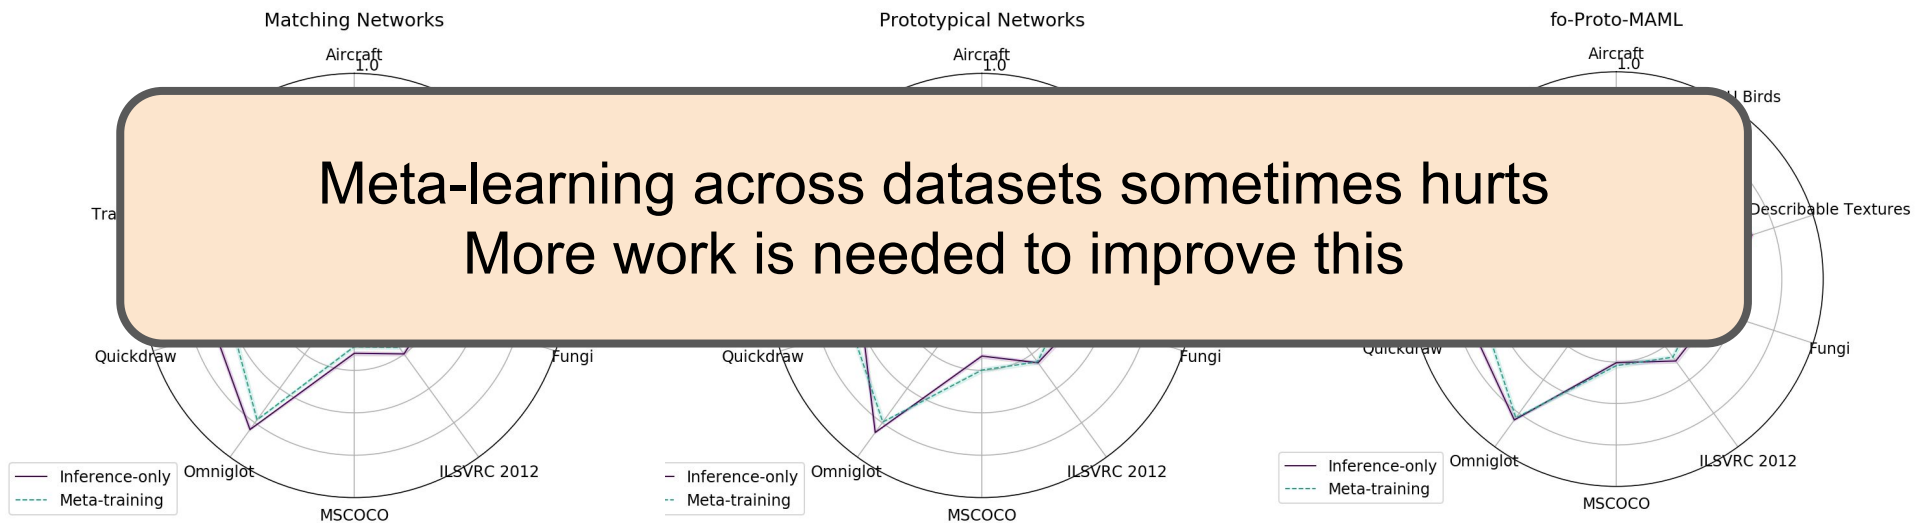 Matching Networks
Prototypical Networks
fo-Proto-MAML
Aircraft
1.0
Aircraft
1.0
Aircraft
1.0
Birds
Meta-learning across datasets sometimes hurts
More work is needed to improve this
Describable Textures
Quickdraw
Fungi
Quickdraw
Fungi
Quickdraw
Fungi
Omniglot
ILSVRC 2012
Omniglot
ILSVRC 2012
Omniglot
ILSVRC 2012
MSCOCO
MSCOCO
MSCOCO
Inference-only
Meta-training
Inference-only
Meta-training
Inference-only
Meta-training